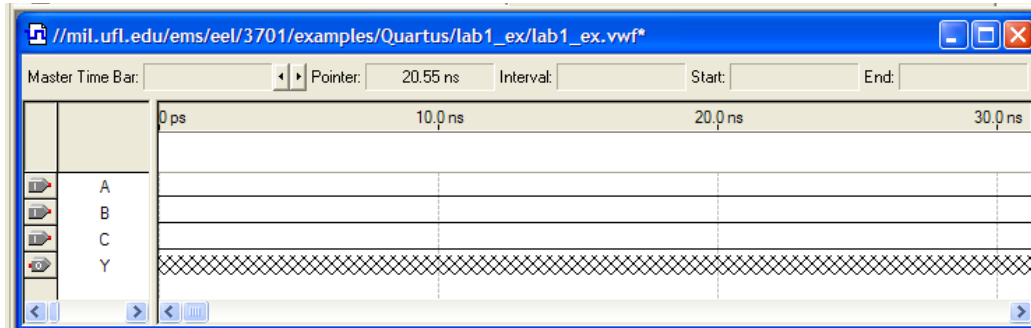 //mil.ufl.edu/ems/eel/3701/examples/Quartus/lab1_ex/lab1_ex.vwf*
Master Time Bar: Pointer: 20.55 ns Interval: Start: End:
0 ps 10.0 ns 20.0 ns 30.0 ns
A
B
C
Y